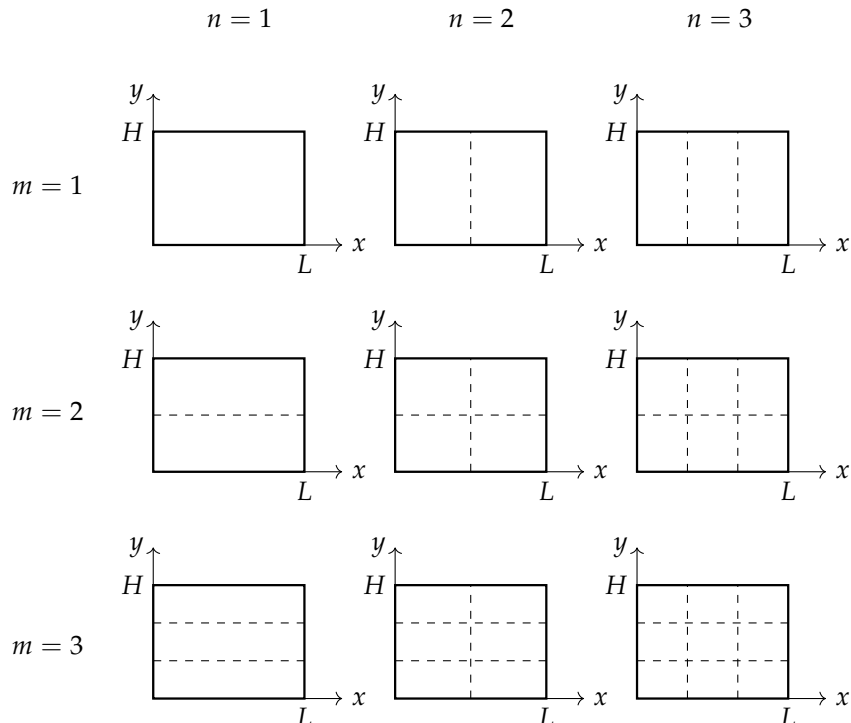 n = 1 n = 2 n = 3
y y y
H H H
m = 1
x x x
L L L
y y y
H H H
m = 2
x x x
L L L
y y y
H H H
m = 3
x x x
L L L